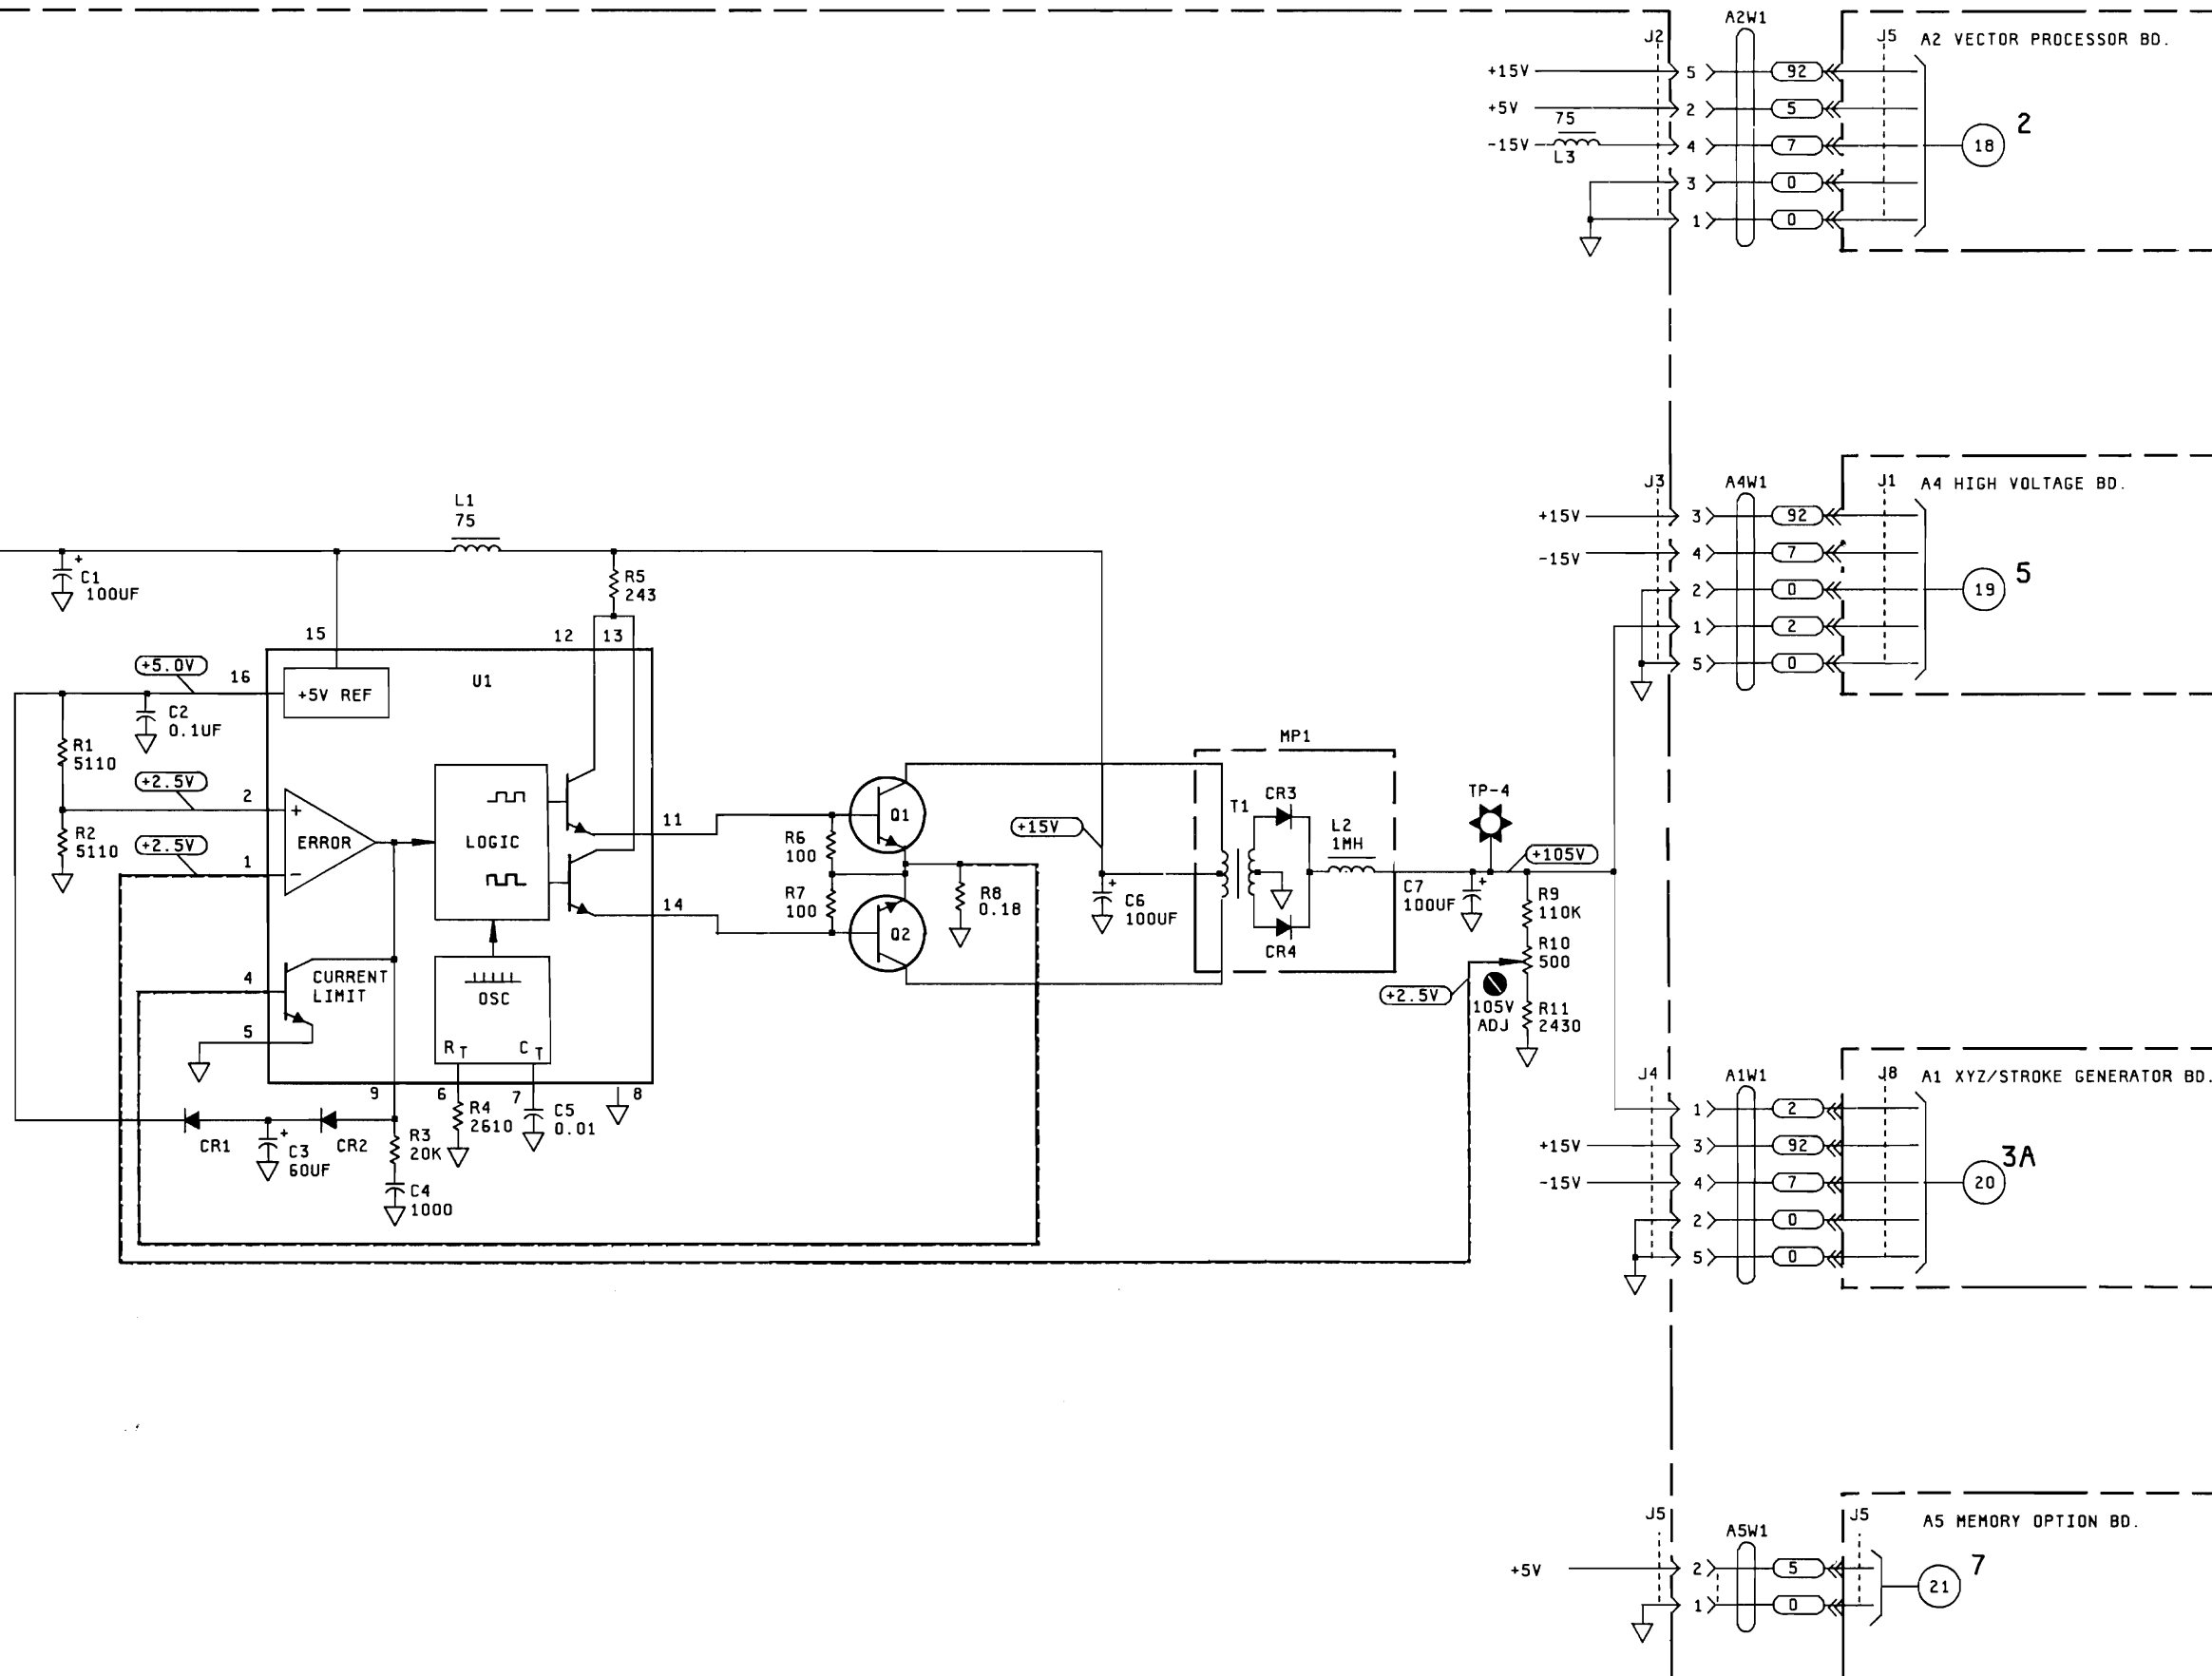 A2W1
J2
J5
A2 VECTOR PROCESSOR BD.
+15V
5
92
+5V
2
5
75
-15V
L3
4
7
18
2
3
0
1
0
J3
A4W1
J1
A4 HIGH VOLTAGE BD.
+15V
3
92
-15V
4
7
2
0
19
5
1
2
5
0
L1
75
C1
100UF
R5
243
15
12
13
+5.0V
16
+5V REF
U1
C2
0.1UF
R1
5110
+2.5V
2
+
R2
5110
+2.5V
1
-
ERROR
LOGIC
11
14
4
CURRENT
LIMIT
5
OSC
R T
C T
9
6
7
8
CR1
C3
60UF
CR2
R3
20K
R4
2610
C5
0.01
C4
1000
R6
100
R7
100
Q1
Q2
R8
0.18
+15V
C6
100UF
MP1
T1
CR3
CR4
L2
1MH
TP-4
+105V
C7
100UF
R9
110K
R10
500
+2.5V
105V
ADJ
R11
2430
J4
A1W1
J8
A1 XYZ/STROKE GENERATOR BD.
1
2
+15V
3
92
-15V
4
7
20
3A
2
0
5
0
J5
A5W1
J5
A5 MEMORY OPTION BD.
+5V
2
5
21
7
1
0